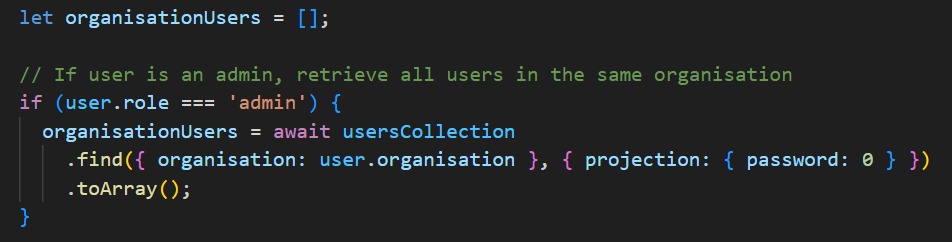 let organisationUsers = [];
// If user is an admin, retrieve all users in the same organisation
if (user.role === 'admin') {
organisationUsers = await usersCollection
.find({ organisation: user.organisation }, { projection: { password: 0 } })
.toArray();
}